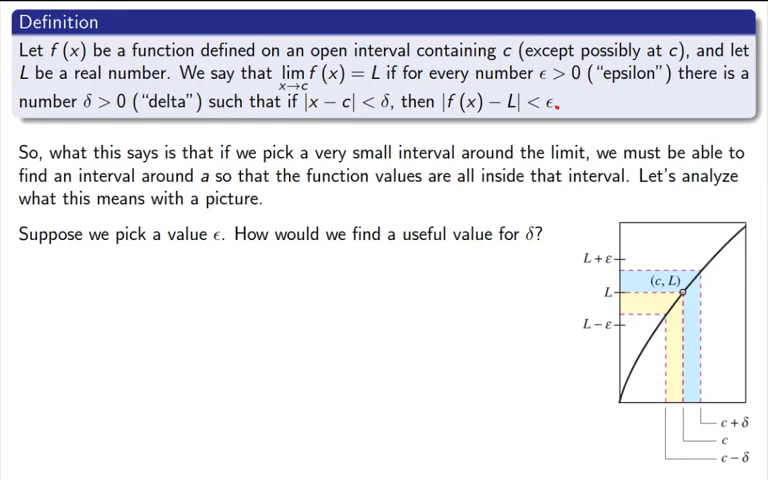 Definition
Let f (x) be a function defined on an open interval containing c (except possibly at c), and let
L be a real number. We say that lim f (x) = L if for every number ϵ > 0 (“epsilon”) there is a
x→c
number δ > 0 (“delta”) such that if |x − c| < δ, then |f (x) − L| < ϵ.
So, what this says is that if we pick a very small interval around the limit, we must be able to
find an interval around a so that the function values are all inside that interval. Let's analyze
what this means with a picture.
Suppose we pick a value ϵ. How would we find a useful value for δ?
L + ε
(c, L)
L
L − ε
c + δ
c
c − δ